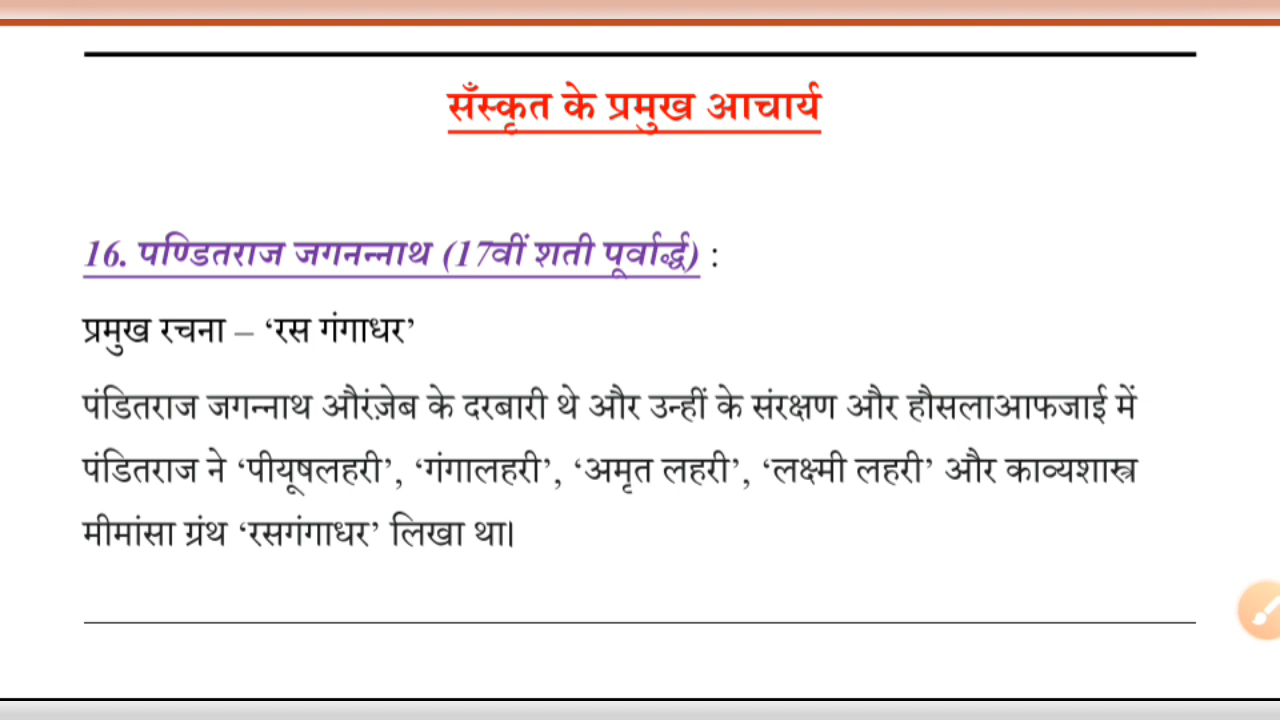 सँस्कृत के प्रमुख आचार्य
16. पण्डितराज जगनन्नाथ (17वीं शती पूर्वार्द्ध) :
प्रमुख रचना – ‘रस गंगाधर’
पंडितराज जगन्नाथ औरंज़ेब के दरबारी थे और उन्हीं के संरक्षण और हौसलाआफजाई में
पंडितराज ने ‘पीयूषलहरी’, ‘गंगालहरी’, ‘अमृत लहरी’, ‘लक्ष्मी लहरी’ और काव्यशास्त्र
मीमांसा ग्रंथ ‘रसगंगाधर’ लिखा था।